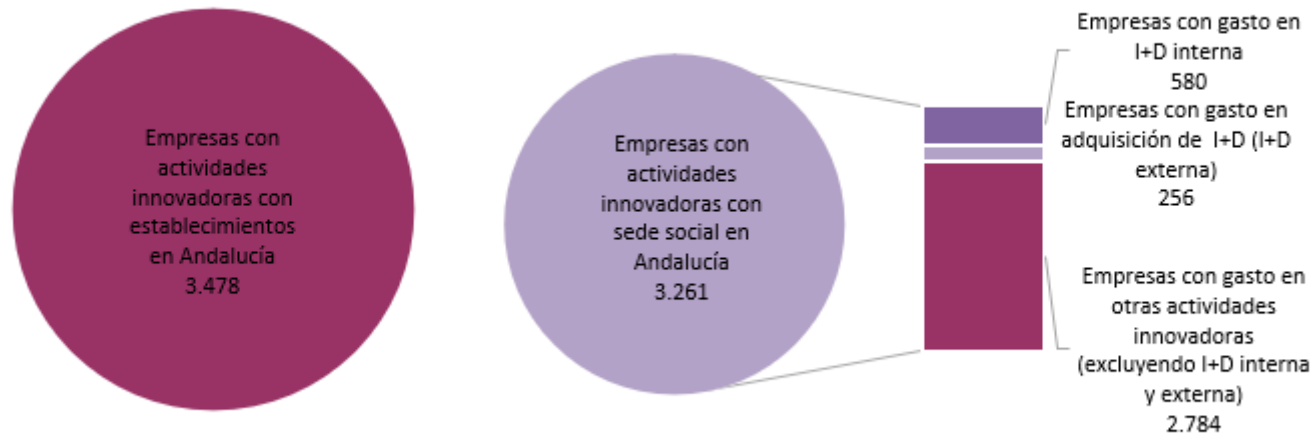 Empresas con
actividades
innovadoras con
establecimientos
en Andalucía
3.478
Empresas con
actividades
innovadoras con
sede social en
Andalucía
3.261
Empresas con gasto en
I+D interna
580
Empresas con gasto en
adquisición de I+D (I+D
externa)
256
Empresas con gasto en
otras actividades
innovadoras
(excluyendo I+D interna
y externa)
2.784